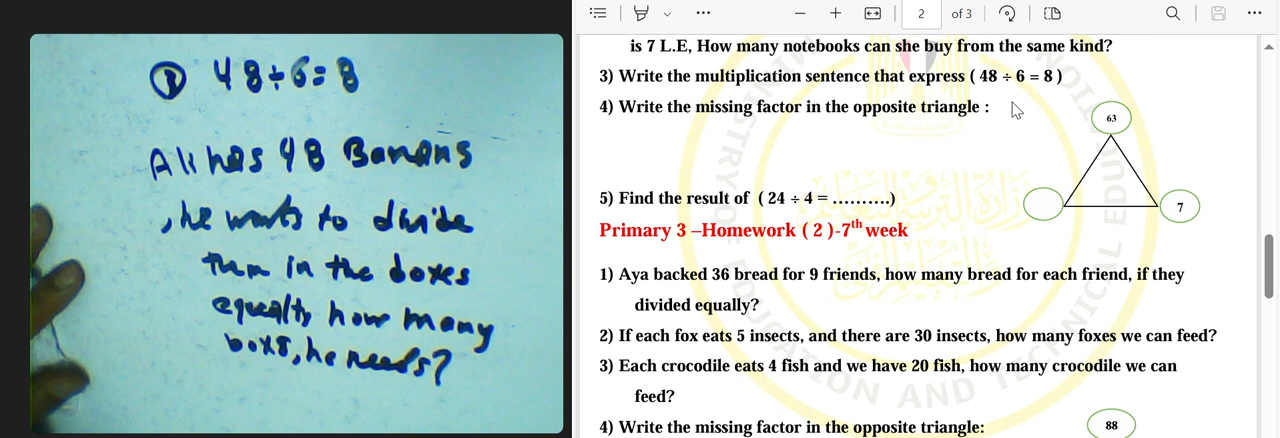 ③ 48÷6=8
Ali has 48 Banans
, he wants to divide
them in the boxes
equally, how many
boxs, he needs?
2 of 3
is 7 L.E, How many notebooks can she buy from the same kind?
3) Write the multiplication sentence that express ( 48 ÷ 6 = 8 )
4) Write the missing factor in the opposite triangle :
63
5) Find the result of ( 24 ÷ 4 = ……….)
7
Primary 3 –Homework ( 2 )-7th week
1) Aya backed 36 bread for 9 friends, how many bread for each friend, if they
divided equally?
2) If each fox eats 5 insects, and there are 30 insects, how many foxes we can feed?
3) Each crocodile eats 4 fish and we have 20 fish, how many crocodile we can
feed?
4) Write the missing factor in the opposite triangle:
88